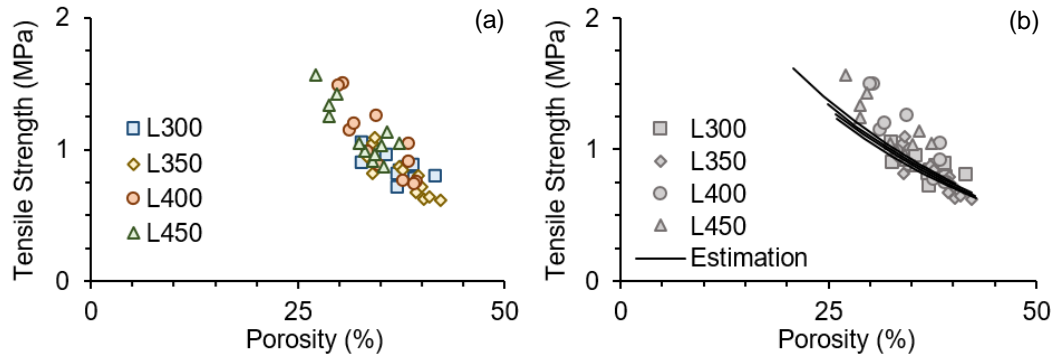 (a)
Tensile Strength (MPa)
2
1
0
L300
L350
L400
L450
0
25
50
Porosity (%)
(b)
Tensile Strength (MPa)
2
1
0
L300
L350
L400
L450
Estimation
0
25
50
Porosity (%)